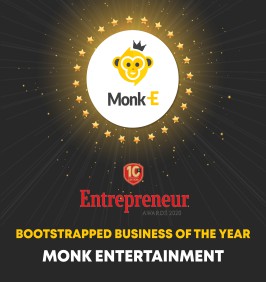 Monk-E
10
Entrepreneur
AWARDS 2020
BOOTSTRAPPED BUSINESS OF THE YEAR
MONK ENTERTAINMENT